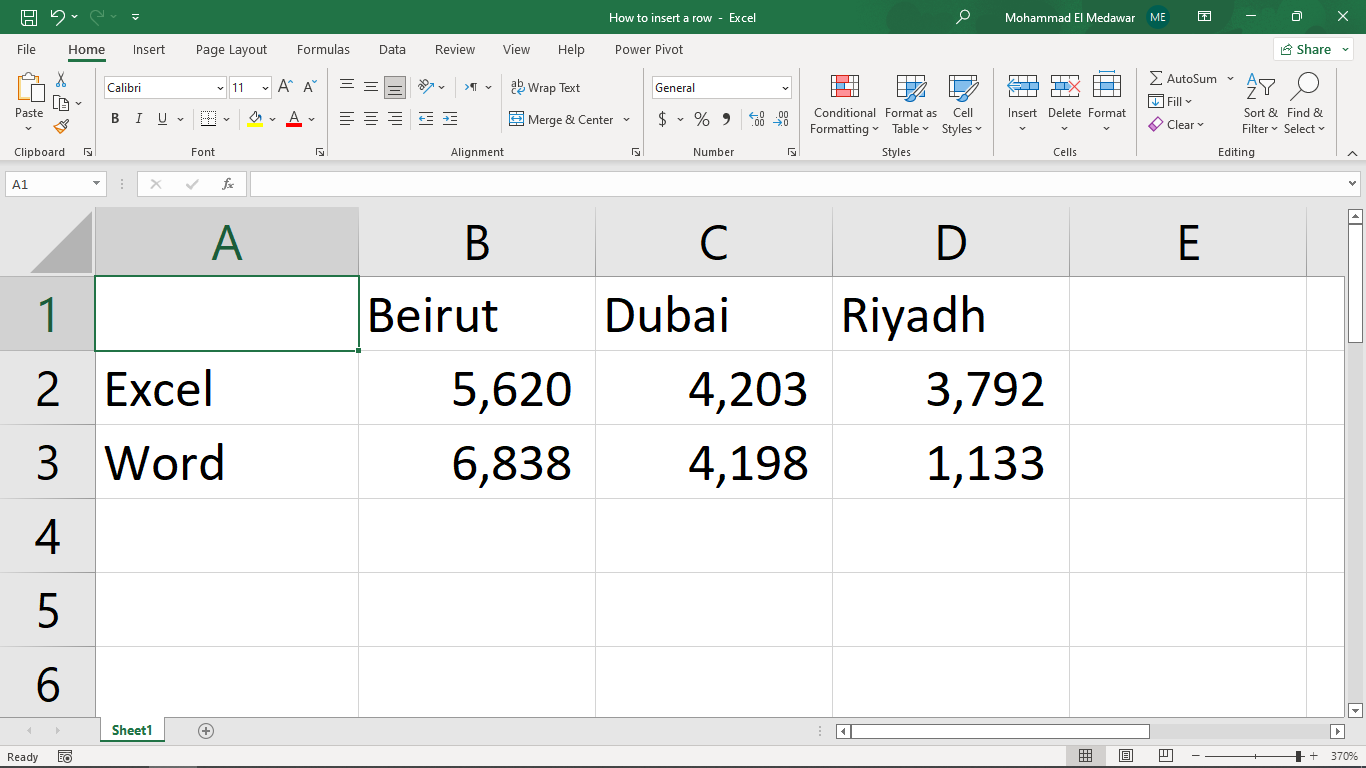 How to insert a row - Excel
Mohammad El Medawar ME
File Home Insert Page Layout Formulas Data Review View Help Power Pivot Share
Paste
Clipboard
Calibri 11
B I U A
Font
ab Wrap Text
Merge & Center
Alignment
General
$ % 9 .00 .00
Number
Conditional Formatting
Format as Table
Cell Styles
Styles
Insert Delete Format
Cells
AutoSum
Fill
Clear
Sort & Filter
Find & Select
Editing
A1 fx
A B C D E
1 Beirut Dubai Riyadh
2 Excel 5,620 4,203 3,792
3 Word 6,838 4,198 1,133
4
5
6
Sheet1
Ready 370%